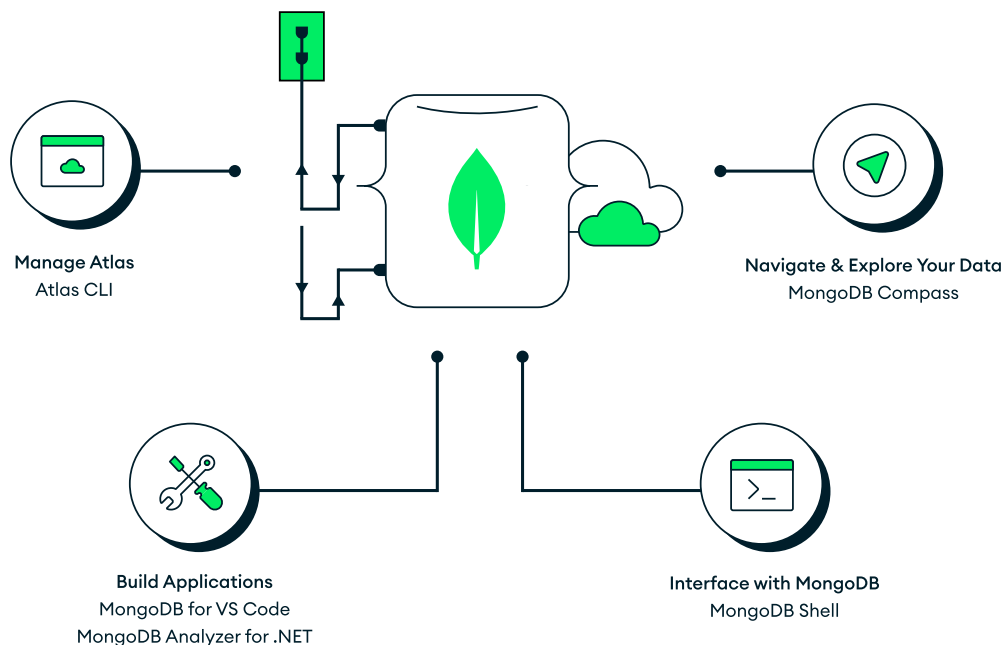 Manage Atlas
Atlas CLI
Navigate & Explore Your Data
MongoDB Compass
Build Applications
MongoDB for VS Code
MongoDB Analyzer for .NET
Interface with MongoDB
MongoDB Shell